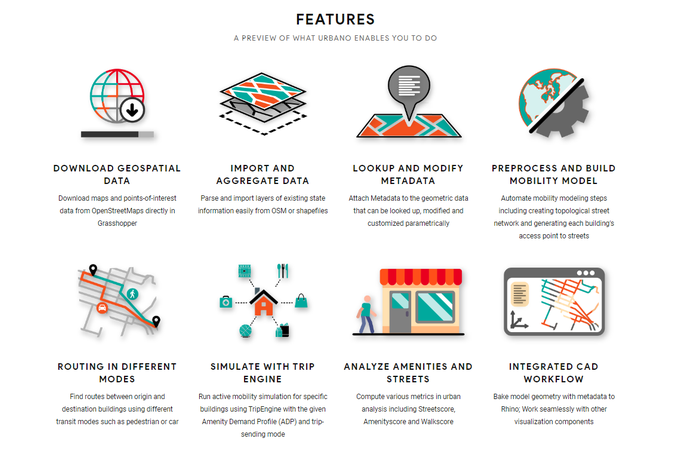 FEATURES
A PREVIEW OF WHAT URBANO ENABLES YOU TO DO
DOWNLOAD GEOSPATIAL
DATA
Download maps and points-of-interest
data from OpenStreetMaps directly in
Grasshopper
IMPORT AND
AGGREGATE DATA
Parse and import layers of existing state
information easily from OSM or shapefiles
LOOKUP AND MODIFY
METADATA
Attach Metadata to the geometric data
that can be looked up, modified and
customized parametrically
PREPROCESS AND BUILD
MOBILITY MODEL
Automate mobility modeling steps
including creating topological street
network and generating each building's
access point to streets
ROUTING IN DIFFERENT
MODES
Find routes between origin and
destination buildings using different
transit modes such as pedestrian or car
SIMULATE WITH TRIP
ENGINE
Run active mobility simulation for specific
buildings using TripEngine with the given
Amenity Demand Profile (ADP) and trip-
sending mode
ANALYZE AMENITIES AND
STREETS
Compute various metrics in urban
analysis including Streetscore,
Amenityscore and Walkscore
INTEGRATED CAD
WORKFLOW
Bake model geometry with metadata to
Rhino; Work seamlessly with other
visualization components